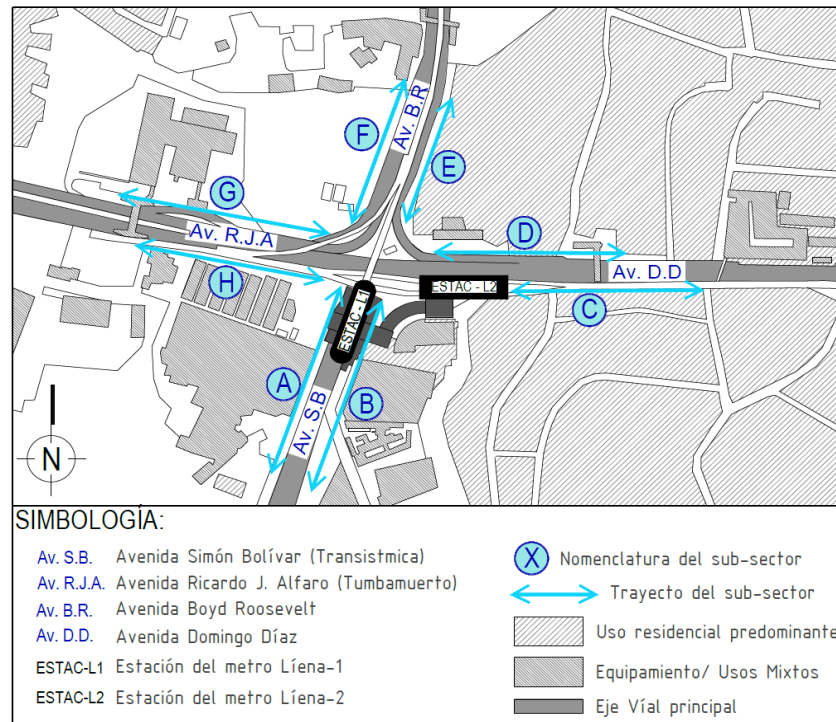 F
Av. B.R
E
G
Av. R.J.A
D
Av. D.D
H
ESTAC - L1
ESTAC - L2
C
A
B
Av. S.B
N
SIMBOLOGÍA:
Av. S.B. Avenida Simón Bolívar (Transistmica)
Av. R.J.A. Avenida Ricardo J. Alfaro (Tumbamuerto)
Av. B.R. Avenida Boyd Roosevelt
Av. D.D. Avenida Domingo Díaz
ESTAC-L1 Estación del metro Líena-1
ESTAC-L2 Estación del metro Líena-2
X Nomenclatura del sub-sector
Trayecto del sub-sector
Uso residencial predominante
Equipamiento/ Usos Mixtos
Eje Víal principal